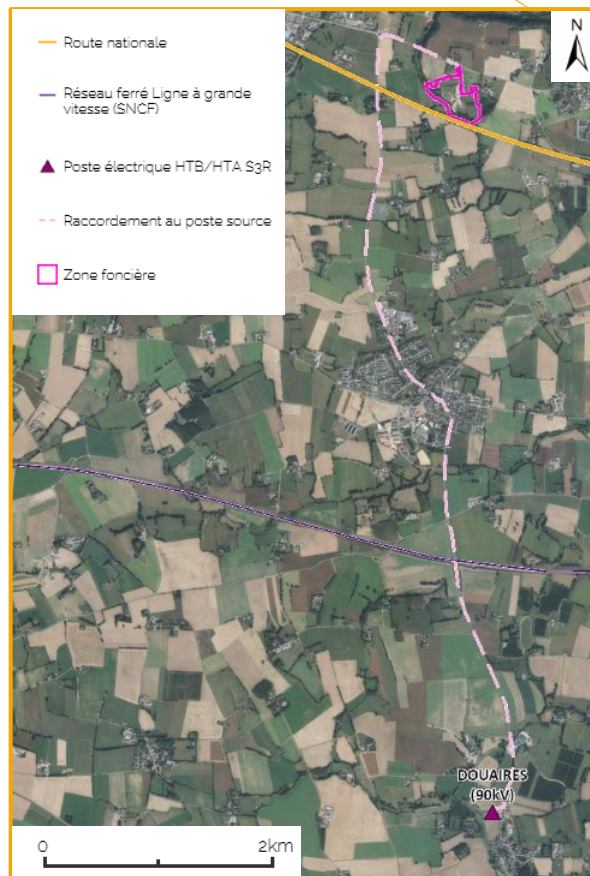 Route nationale
Réseau ferré Ligne à grande
vitesse (SNCF)
Poste électrique HTB/HTA S3R
Raccordement au poste source
Zone foncière
N
DOUAIRES
(90kV)
0 2km